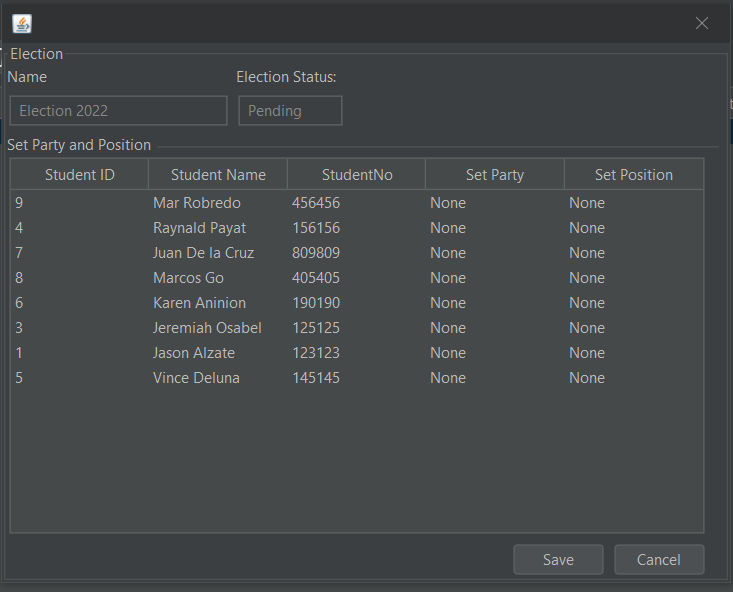 Election
Name Election Status:
Election 2022 Pending
Set Party and Position
Student ID Student Name StudentNo Set Party Set Position
9 Mar Robredo 456456 None None
4 Raynald Payat 156156 None None
7 Juan De la Cruz 809809 None None
8 Marcos Go 405405 None None
6 Karen Aninion 190190 None None
3 Jeremiah Osabel 125125 None None
1 Jason Alzate 123123 None None
5 Vince Deluna 145145 None None
Save Cancel